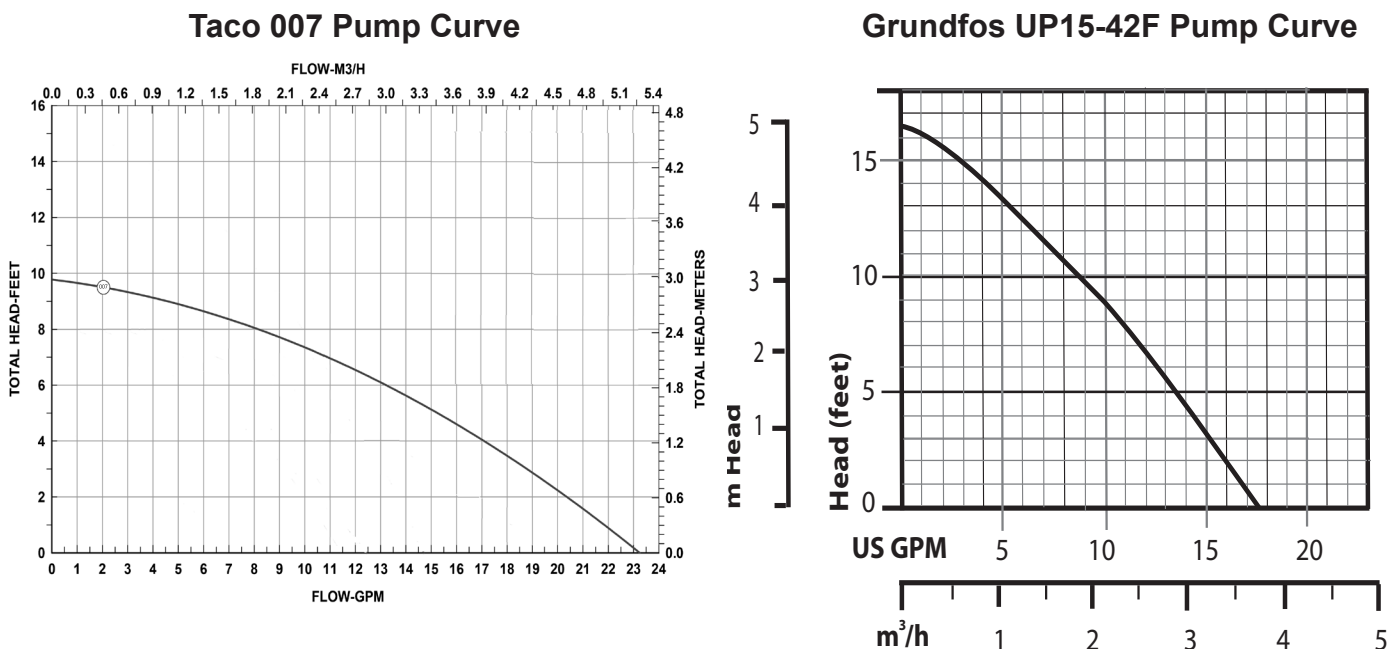 Taco 007 Pump Curve
FLOW-M3/H
0.0 0.3 0.6 0.9 1.2 1.5 1.8 2.1 2.4 2.7 3.0 3.3 3.6 3.9 4.2 4.5 4.8 5.1 5.4
TOTAL HEAD-FEET
16
14
12
10
8
6
4
2
0
007
4.8
4.2
3.6
3.0
2.4
1.8
1.2
0.6
0.0
TOTAL HEAD-METERS
0 1 2 3 4 5 6 7 8 9 10 11 12 13 14 15 16 17 18 19 20 21 22 23 24
FLOW-GPM
Grundfos UP15-42F Pump Curve
m Head
5
4
3
2
1
Head (feet)
15
10
5
0
US GPM 5 10 15 20
m³/h 1 2 3 4 5